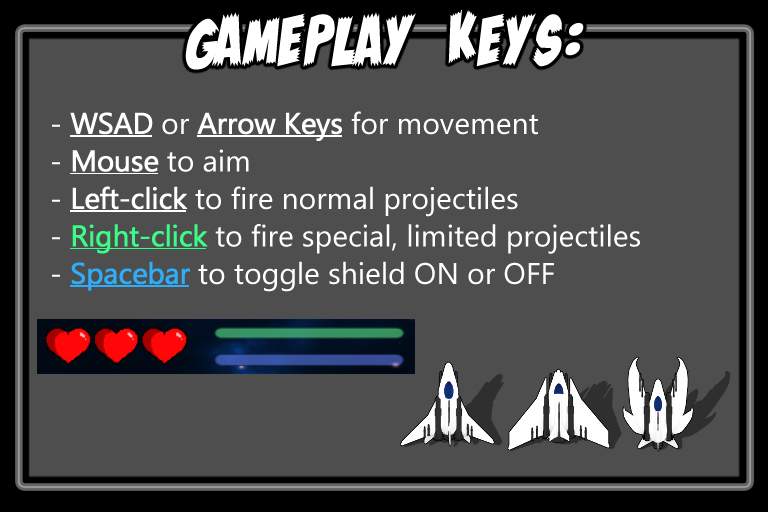 GAMEPLAY KEYS:
- WSAD or Arrow Keys for movement
- Mouse to aim
- Left-click to fire normal projectiles
- Right-click to fire special, limited projectiles
- Spacebar to toggle shield ON or OFF